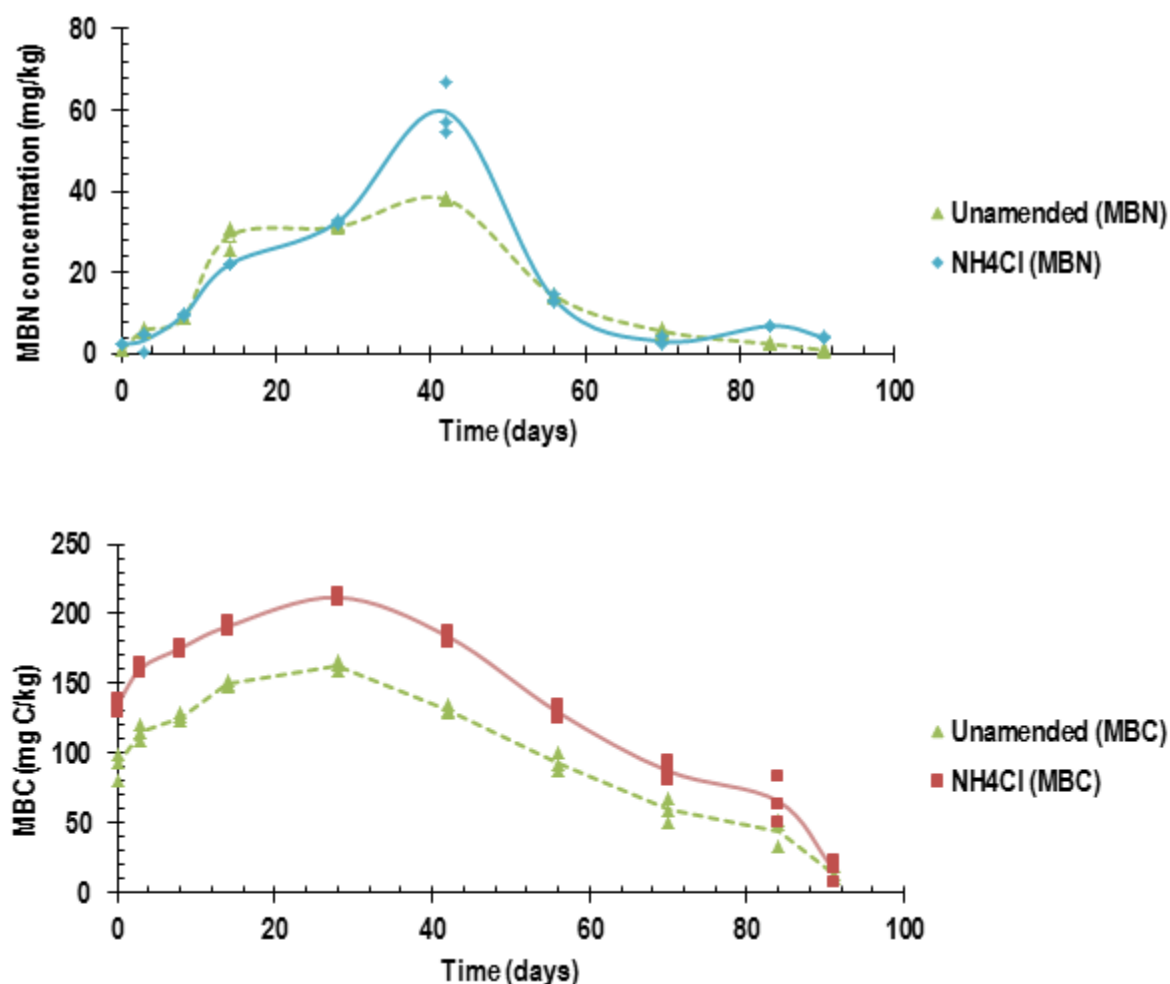 MBN concentration (mg/kg)
80
60
40
20
0
0 20 40 60 80 100
Time (days)
Unamended (MBN)
NH4Cl (MBN)
MBC (mg C/kg)
250
200
150
100
50
0
0 20 40 60 80 100
Time (days)
Unamended (MBC)
NH4Cl (MBC)